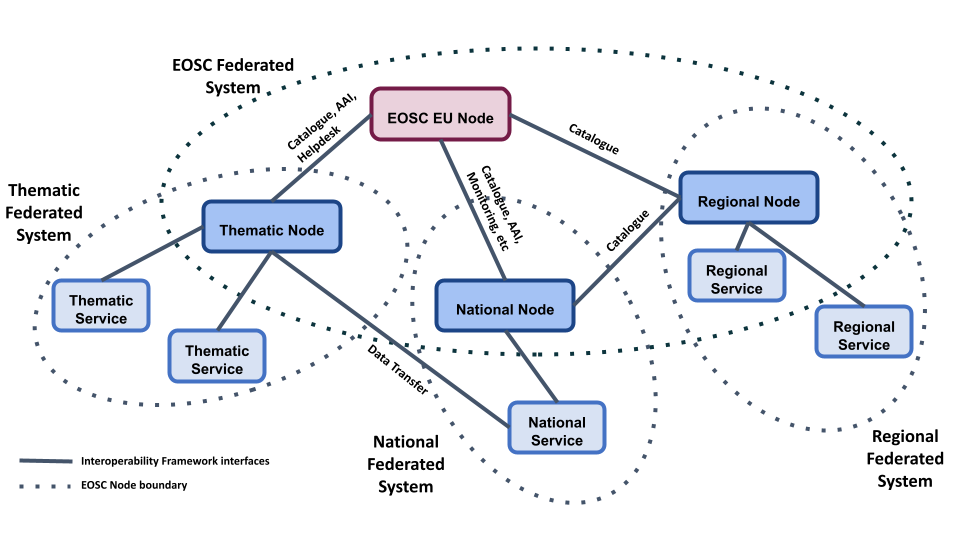 EOSC Federated
System
EOSC EU Node
Catalogue, AAI,
Helpdesk
Catalogue
Catalogue, AAI,
Monitoring, etc
Thematic
Federated
System
Thematic Node
Regional Node
Catalogue
Thematic
Service
Thematic
Service
National Node
Regional
Service
Regional
Service
Data Transfer
National
Service
National
Federated
System
Regional
Federated
System
Interoperability Framework interfaces
EOSC Node boundary